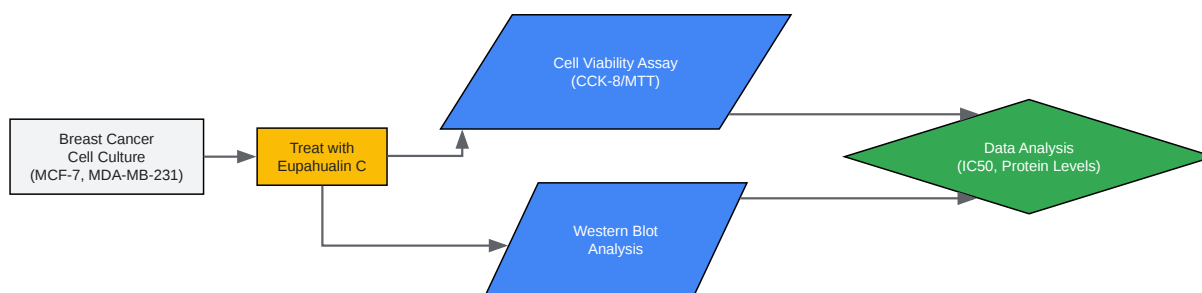 Breast Cancer
Cell Culture
(MCF-7, MDA-MB-231)
Treat with
Eupahualin C
Cell Viability Assay
(CCK-8/MTT)
Western Blot
Analysis
Data Analysis
(IC50, Protein Levels)